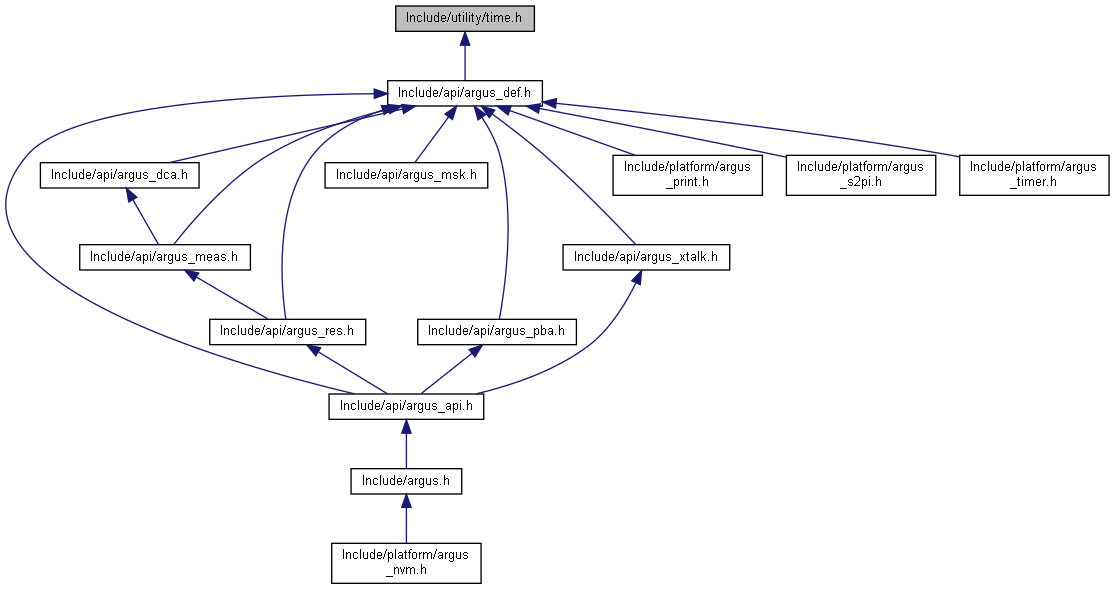 Include/utility/time.h
Include/api/argus_def.h
Include/api/argus_dca.h
Include/api/argus_msk.h
Include/platform/argus
_print.h
Include/platform/argus
_s2pi.h
Include/platform/argus
_timer.h
Include/api/argus_meas.h
Include/api/argus_xtalk.h
Include/api/argus_res.h
Include/api/argus_pba.h
Include/api/argus_api.h
Include/argus.h
Include/platform/argus
_nvm.h